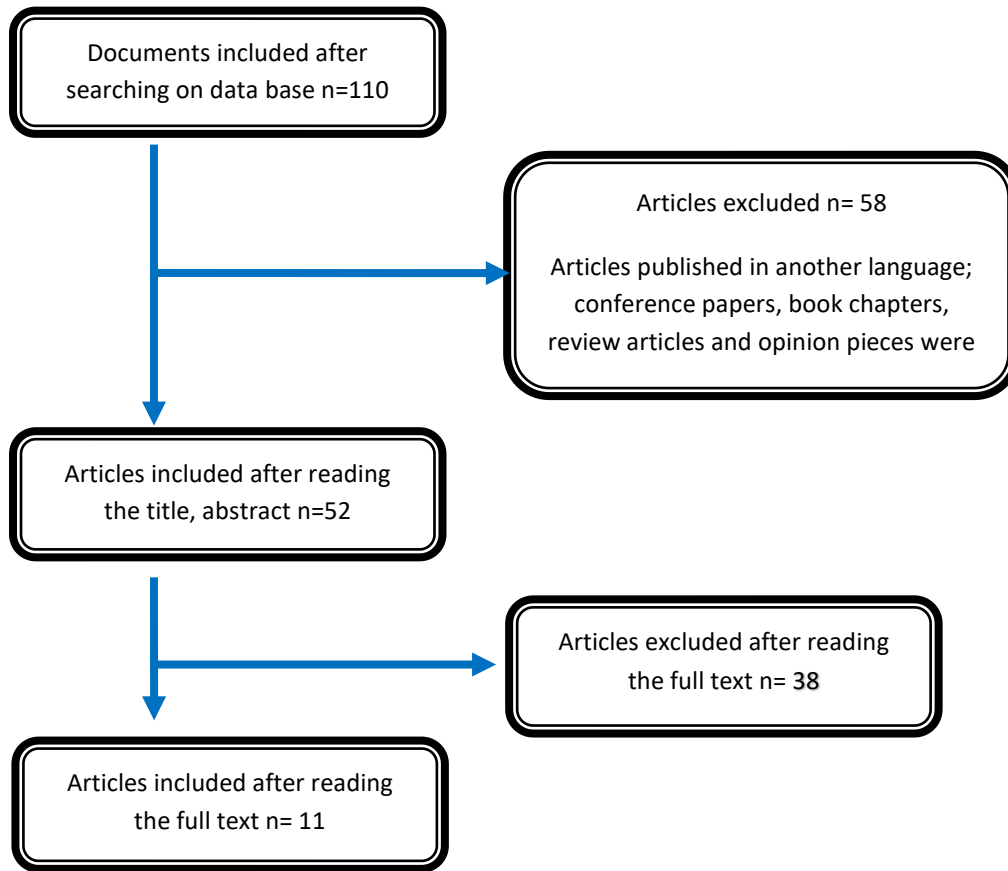 Documents included after
searching on data base n=110
Articles excluded n= 58
Articles published in another language;
conference papers, book chapters,
review articles and opinion pieces were
Articles included after reading
the title, abstract n=52
Articles excluded after reading
the full text n= 38
Articles included after reading
the full text n= 11